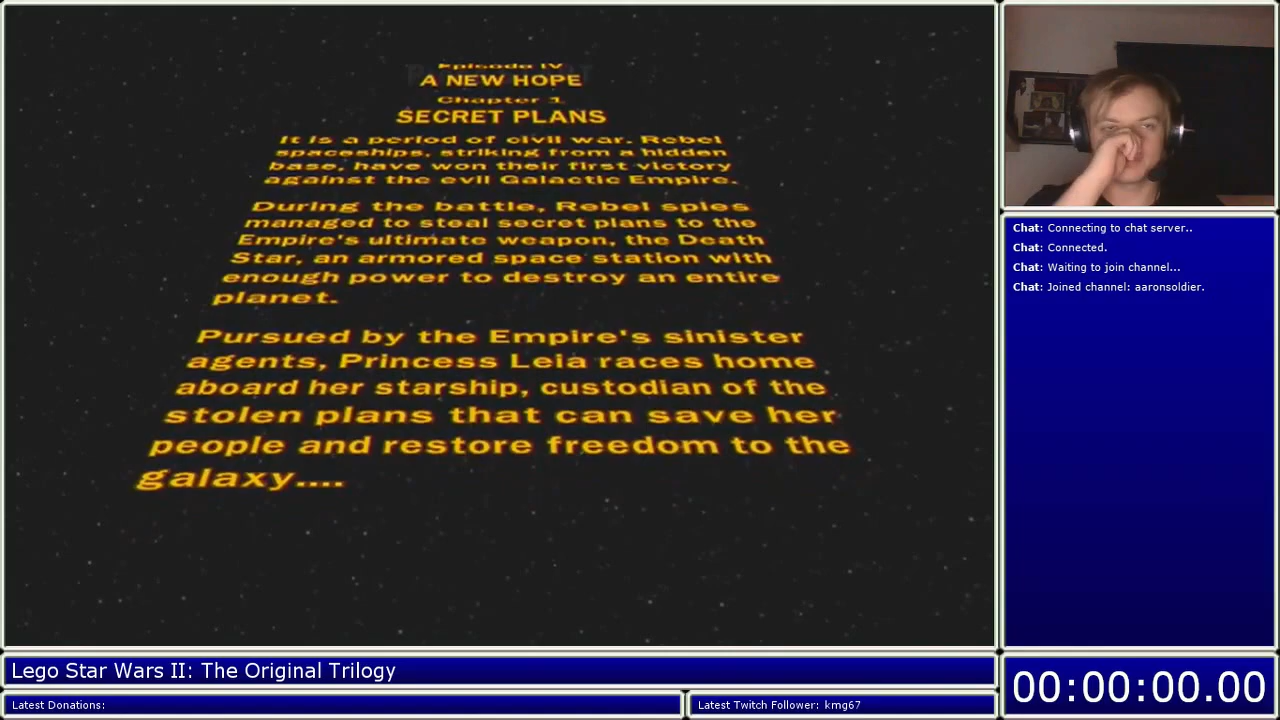 Episode IV
A NEW HOPE
Chapter 1
SECRET PLANS
It is a period of civil war. Rebel
spaceships, striking from a hidden
base, have won their first victory
against the evil Galactic Empire.
During the battle, Rebel spies
managed to steal secret plans to the
Empire's ultimate weapon, the Death
Star, an armored space station with
enough power to destroy an entire
planet.
Pursued by the Empire's sinister
agents, Princess Leia races home
aboard her starship, custodian of the
stolen plans that can save her
people and restore freedom to the
galaxy....
Chat: Connecting to chat server..
Chat: Connected.
Chat: Waiting to join channel...
Chat: Joined channel: aaronsoldier.
Lego Star Wars II: The Original Trilogy
00:00:00.00
Latest Donations:
Latest Twitch Follower: kmg67